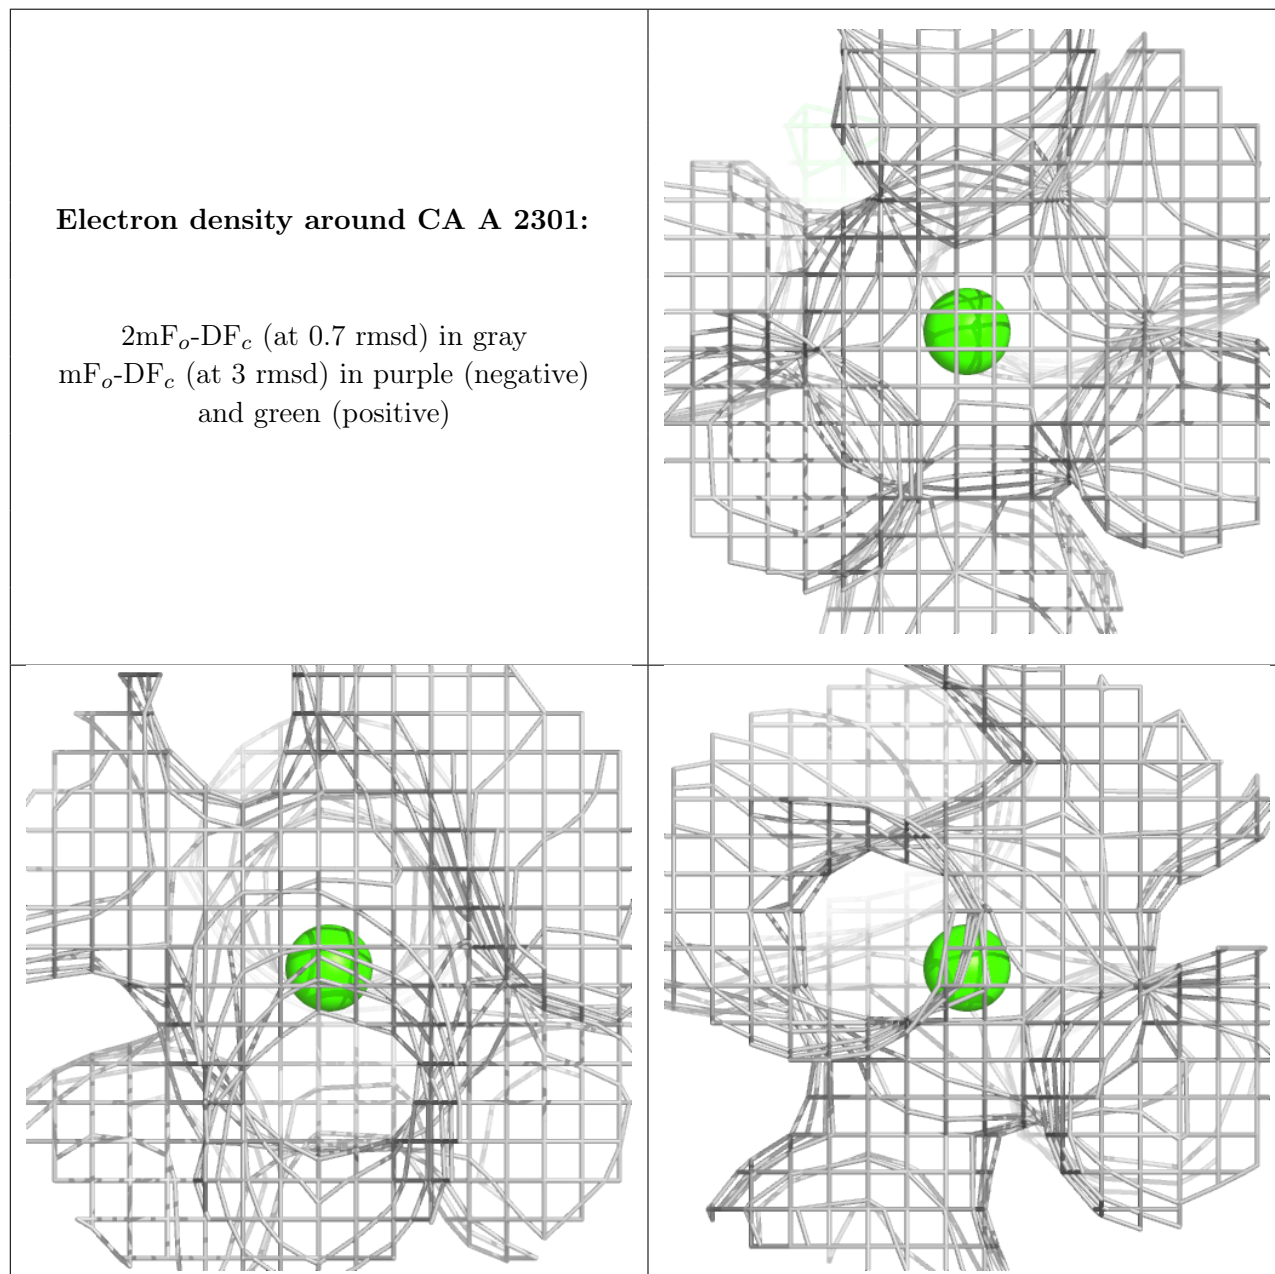 Electron density around CA A 2301:
2mFo-DFc (at 0.7 rmsd) in gray
mFo-DFc (at 3 rmsd) in purple (negative)
and green (positive)